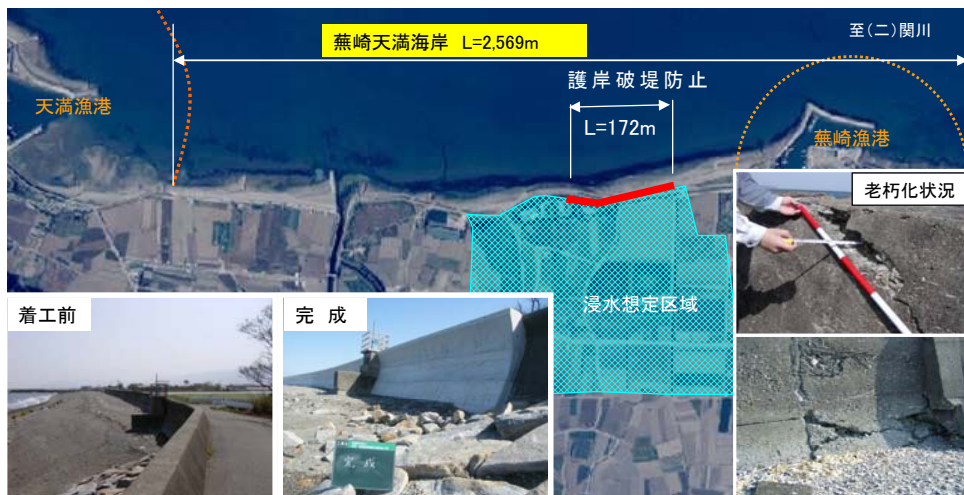 蕪崎天満海岸 L=2,569m
至(二)関川
護岸破堤防止
L=172m
天満漁港
蕪崎漁港
老朽化状況
浸水想定区域
着工前
完 成
完 成